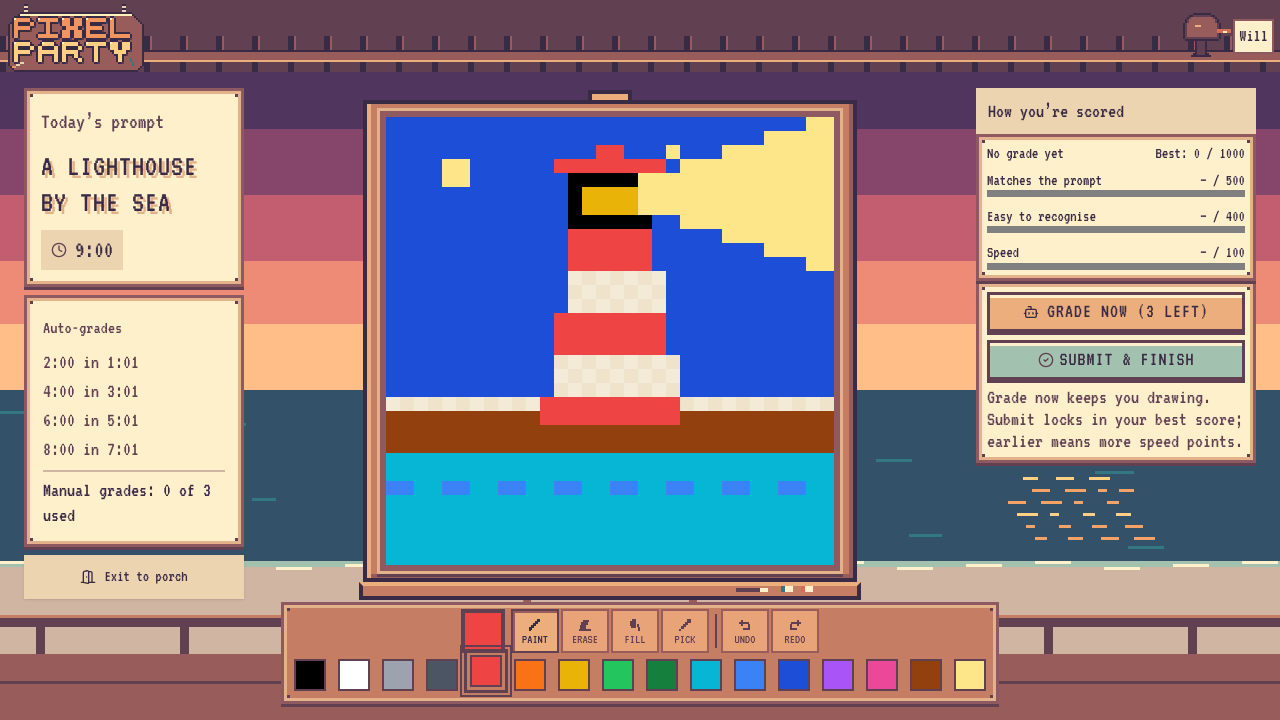 PIXEL
PARTY
Will
Today's prompt
A LIGHTHOUSE
BY THE SEA
9:00
Auto-grades
2:00 in 1:01
4:00 in 3:01
6:00 in 5:01
8:00 in 7:01
Manual grades: 0 of 3
used
Exit to porch
How you're scored
No grade yet Best: 0 / 1000
Matches the prompt – / 500
Easy to recognise – / 400
Speed – / 100
GRADE NOW (3 LEFT)
SUBMIT & FINISH
Grade now keeps you drawing.
Submit locks in your best score;
earlier means more speed points.
PAINT ERASE FILL PICK UNDO REDO